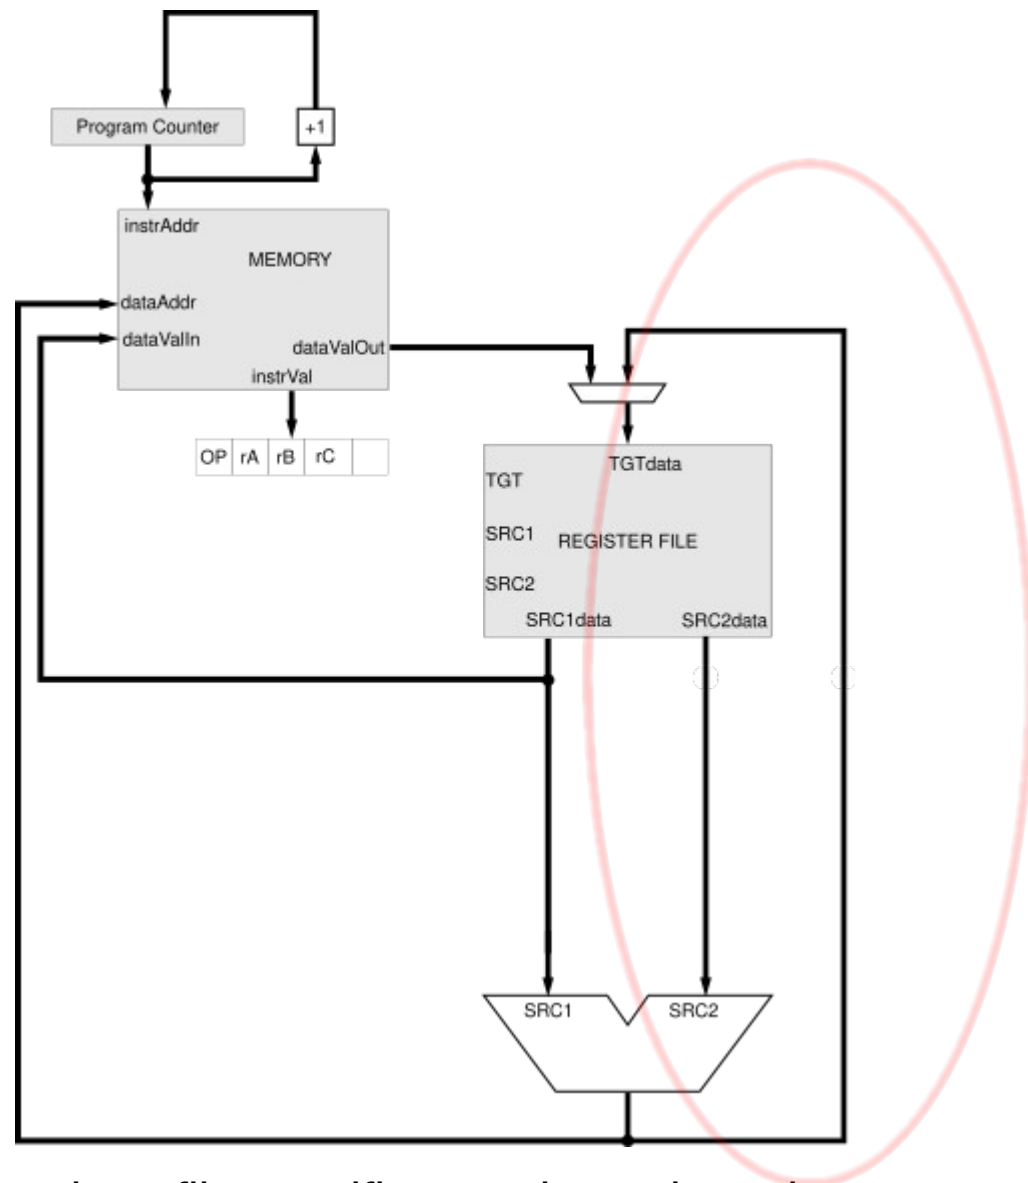 Program Counter
+1
instrAddr
MEMORY
dataAddr
dataValIn
dataValOut
instrVal
OP rA rB rC
TGTdata
TGT
SRC1
REGISTER FILE
SRC2
SRC1data SRC2data
SRC1 SRC2